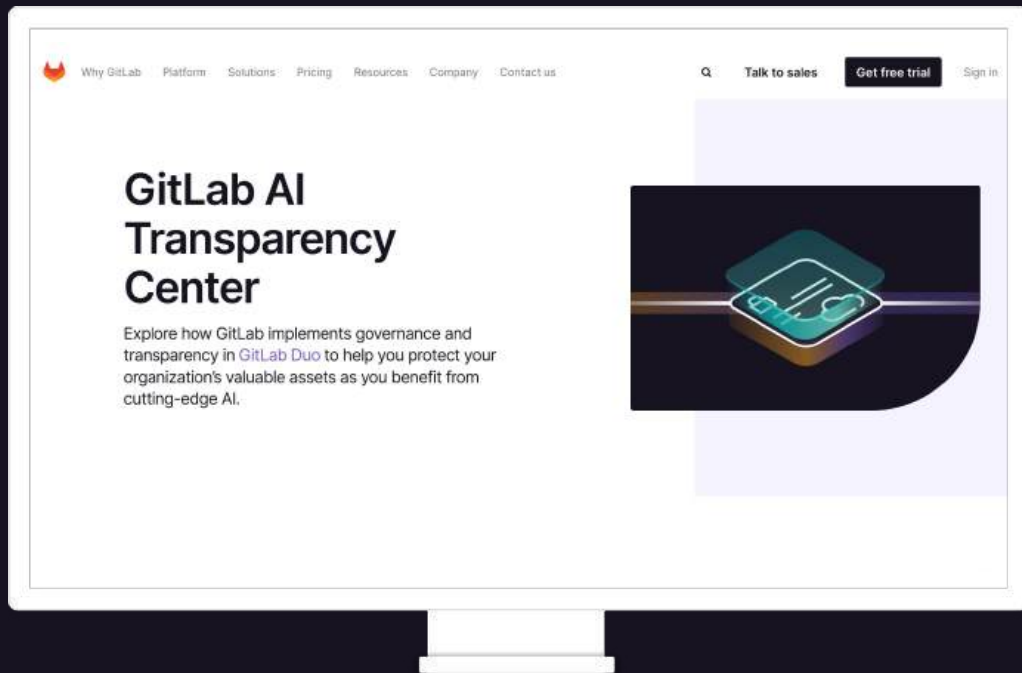 Why GitLab Platform Solutions Pricing Resources Company Contact us Talk to sales Get free trial Sign in
GitLab AI
Transparency
Center
Explore how GitLab implements governance and
transparency in GitLab Duo to help you protect your
organization's valuable assets as you benefit from
cutting-edge AI.